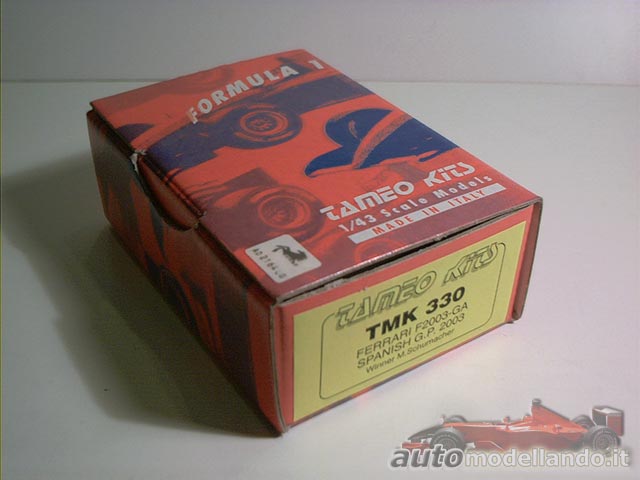 FORMULA 1
TAMEO KITS
1/43 Scale Models
MADE IN ITALY
TAMEO KITS
TMK 330
FERRARI F2003-GA
SPANISH G.P. 2003
Winner M.Schumacher
automodellando.it